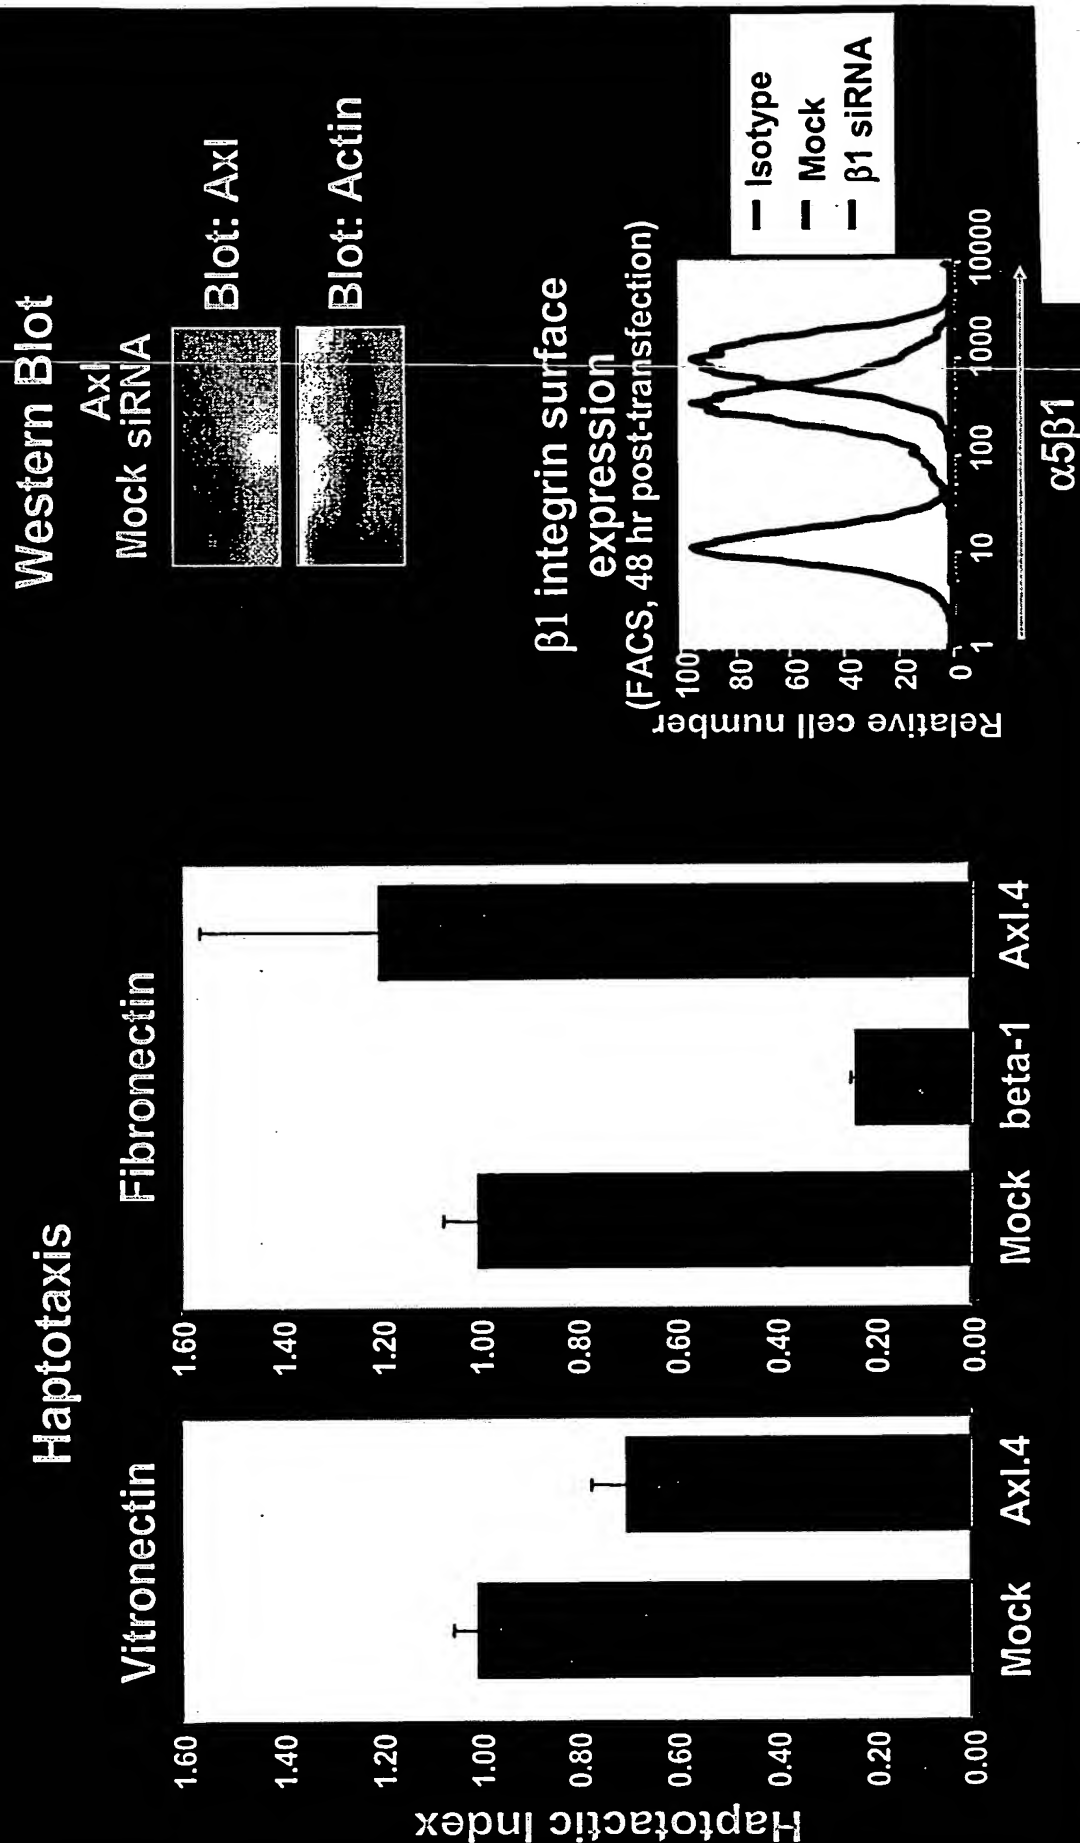 Haptotaxis
Vitronectin
Haptotactic Index
1.60
1.40
1.20
1.00
0.80
0.60
0.40
0.20
0.00
Mock Axl.4
Fibronectin
1.60
1.40
1.20
1.00
0.80
0.60
0.40
0.20
0.00
Mock beta-1 Axl.4
Western Blot
Axl
Mock siRNA
Blot: Axl
Blot: Actin
β1 integrin surface
expression
(FACS, 48 hr post-transfection)
Relative cell number
100
80
60
40
20
0
1 10 100 1000 10000
α5β1
Isotype
Mock
β1 siRNA